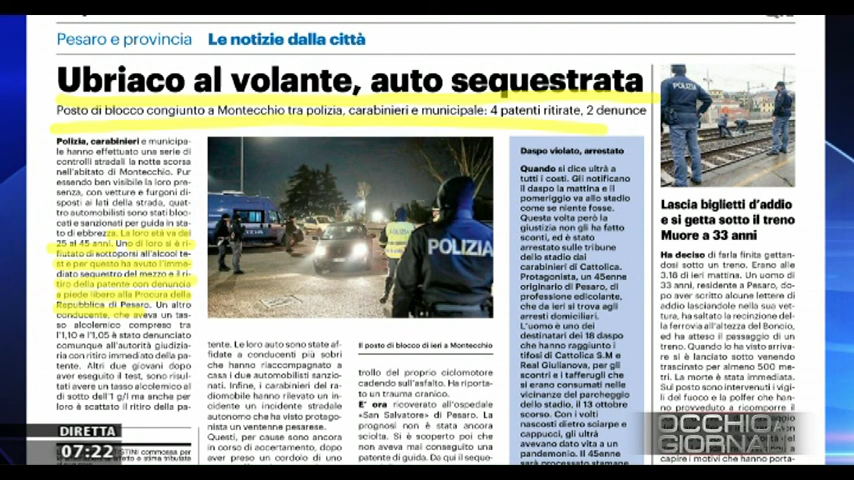 Pesaro e provincia Le notizie dalla città
Ubriaco al volante, auto sequestrata
Posto di blocco congiunto a Montecchio tra polizia, carabinieri e municipale: 4 patenti ritirate, 2 denunce
Polizia, carabinieri e municipa-
le hanno effettuato una serie di
controlli stradali la notte scorsa
nell'abitato di Montecchio. Pur
essendo ben visibile la loro pre-
senza, con vetture e furgoni di-
sposti ai lati della strada, quat-
tro automobilisti sono stati bloc-
cati e sanzionati per guida in sta-
to di ebbrezza. La loro età va dai
25 ai 45 anni. Uno di loro si è ri-
fiutato di sottoporsi all'alcool te-
st e per questo ha avuto l'imme-
diato sequestro del mezzo e il ri-
tiro della patente con denuncia
a piede libero alla Procura della
Repubblica di Pesaro. Un altro
conducente, che aveva un tas-
so alcolemico compreso tra
l'1,10 e l'1,05 è stato denunciato
comunque all'autorità giudizia-
ria con ritiro immediato della pa-
tente. Altri due giovani dopo
aver eseguito il test, sono risul-
tati avere un tasso alcolemico al
di sotto dell'1 g/l ma anche per
loro è scattato il ritiro della pa-
POLIZIA
tente. Le loro auto sono state af-
fidate a conducenti più sobri
che hanno riaccompagnato a
casa i due automobilisti sanzio-
nati. Infine, i carabinieri del ra-
diomobile hanno rilevato un in-
cidente un incidente stradale
autonomo che ha visto protago-
nista un ventenne pesarese.
Questi, per cause sono ancora
in corso di accertamento, dopo
aver preso un cordolo di uno
Il posto di blocco di ieri a Montecchio
trollo del proprio ciclomotore
cadendo sull'asfalto. Ha riporta-
to un trauma cranico.
E' ora ricoverato all'ospedale
«San Salvatore» di Pesaro. La
prognosi non è stata ancora
sciolta. Si è scoperto poi che
non aveva mai conseguito una
patente di guida. Da qui il seque-
Daspo violato, arrestato
Quando si dice ultrà a
tutti i costi. Gli notificano
il daspo la mattina e il
pomeriggio va allo stadio
come se niente fosse.
Questa volta però la
giustizia non gli ha fatto
sconti, ed è stato
arrestato sulle tribune
dello stadio dai
carabinieri di Cattolica.
Protagonista, un 45enne
originario di Pesaro, di
professione edicolante,
che da ieri si trova agli
arresti domiciliari.
L'uomo è uno dei
destinatari dei 18 daspo
che hanno raggiunto i
tifosi di Cattolica S.M e
Real Giulianova, per gli
scontri e i tafferugli che
si erano consumati nelle
vicinanze del parcheggio
dello stadio, il 13 ottobre
scorso. Con i volti
nascosti dietro sciarpe e
cappucci, gli ultrà
avevano dato vita a un
pandemonio. Il 45enne
sarà processato stamane
Lascia biglietti d'addio
e si getta sotto il treno
Muore a 33 anni
Ha deciso di farla finita gettan-
dosi sotto un treno. Erano alle
3.18 di ieri mattina. Un uomo di
33 anni, residente a Pesaro, do-
po aver scritto alcune lettere di
addio lasciandole nella sua vet-
tura, ha saltato la recinzione del-
la ferrovia all'altezza del Boncio,
ed ha atteso il passaggio di un
treno. Quando lo ha visto arriva-
re si è lanciato sotto venendo
trascinato per almeno 500 me-
tri. La morte è stata immediata.
Sul posto sono intervenuti i vigi-
li del fuoco e la polfer che han-
no provveduto a ricomporre il
capire i motivi che hanno porta-
DIRETTA
07:22
OCCHIO
GIORNA